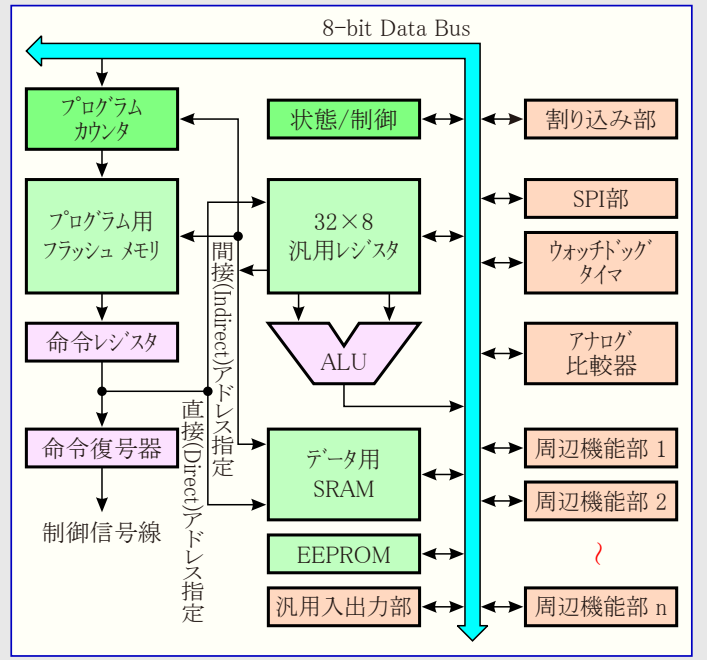 8-bit Data Bus
プログラム
カウンタ
状態/制御
割り込み部
プログラム用
フラッシュ メモリ
32×8
汎用レジスタ
SPI部
ウォッチドッグ
タイマ
間接(Indirect)アドレス指定
命令レジスタ
ALU
アナログ
比較器
直接(Direct)アドレス指定
命令復号器
データ用
SRAM
周辺機能部 1
周辺機能部 2
制御信号線
EEPROM
~
汎用入出力部
周辺機能部 n